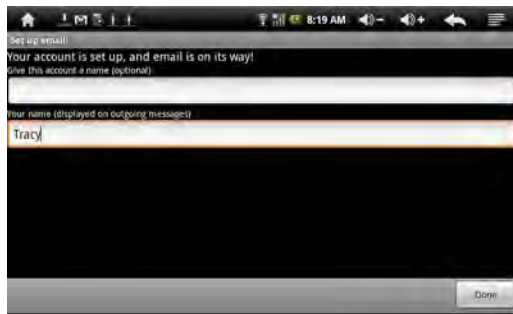 8:19 AM
Set up email
Your account is set up, and email is on its way!
Give this account a name (optional)
Your name (displayed on outgoing messages)
Tracy
Done